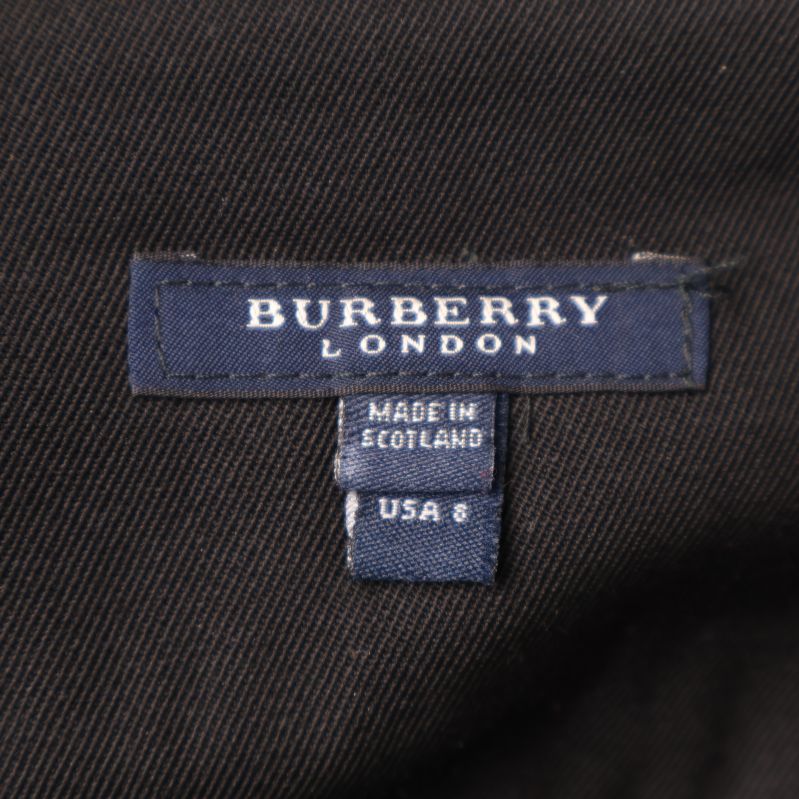 BURBERRY
LONDON
MADE IN
SCOTLAND
USA 8